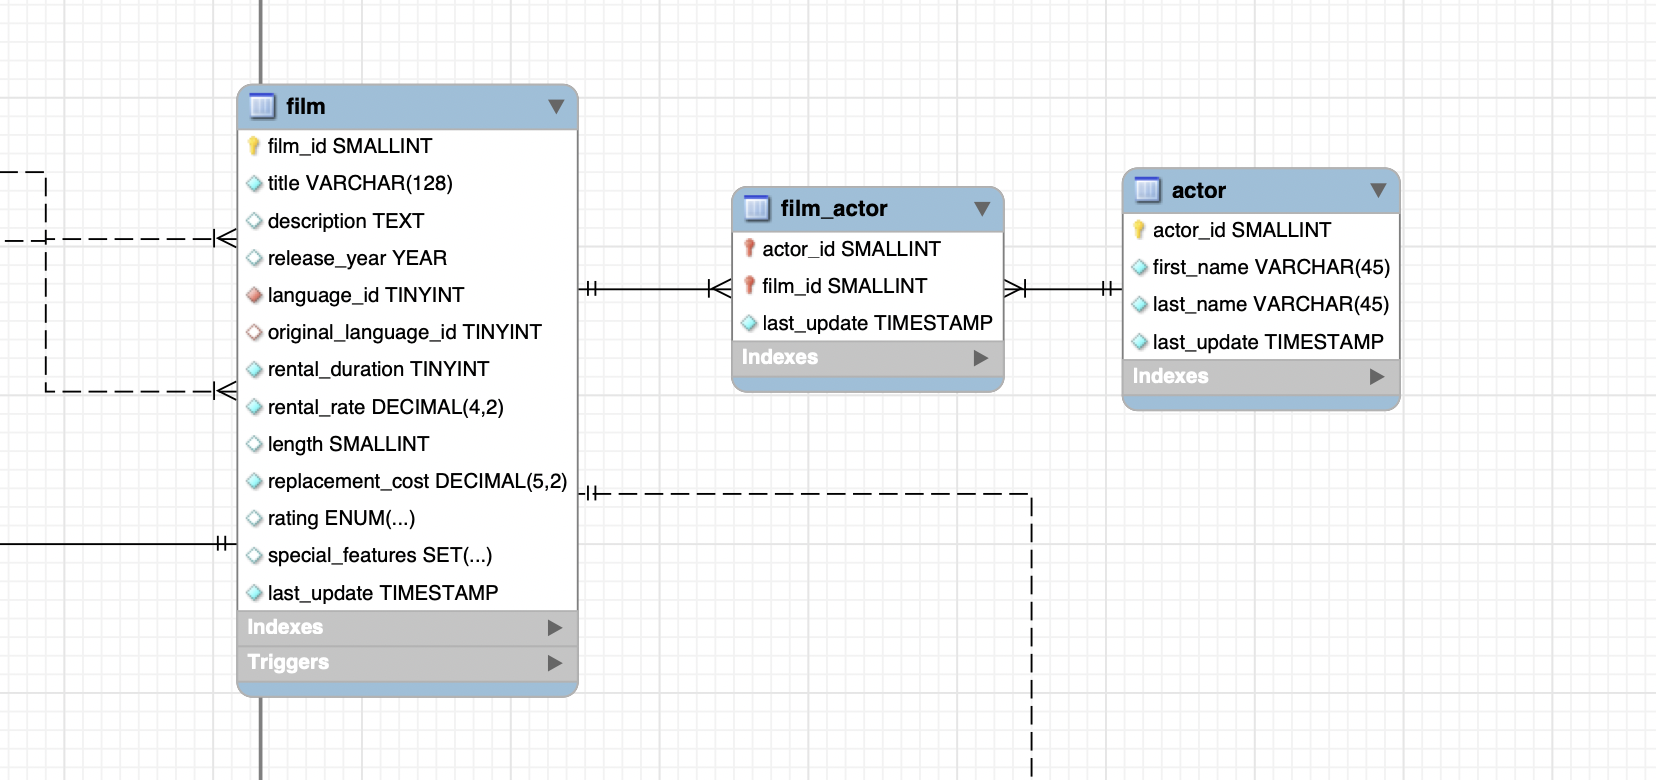 film
film_id SMALLINT
title VARCHAR(128)
description TEXT
release_year YEAR
language_id TINYINT
original_language_id TINYINT
rental_duration TINYINT
rental_rate DECIMAL(4,2)
length SMALLINT
replacement_cost DECIMAL(5,2)
rating ENUM(...)
special_features SET(...)
last_update TIMESTAMP
Indexes
Triggers
film_actor
actor_id SMALLINT
film_id SMALLINT
last_update TIMESTAMP
Indexes
actor
actor_id SMALLINT
first_name VARCHAR(45)
last_name VARCHAR(45)
last_update TIMESTAMP
Indexes